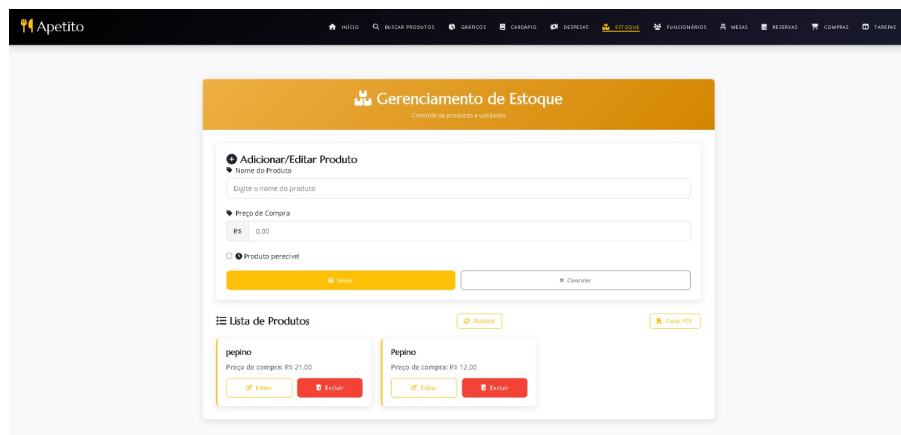 Apetito
INÍCIO BUSCAR PRODUTOS GRÁFICOS CARDÁPIO DESPESAS ESTOQUE FUNCIONÁRIOS MESAS RESERVAS COMPRAS TAREFAS
Gerenciamento de Estoque
Controle de produtos e validades
Adicionar/Editar Produto
Nome do Produto
Digite o nome do produto
Preço de Compra
R$ 0,00
Produto perecível
Salvar Cancelar
Lista de Produtos Atualizar Gerar PDF
pepino Pepino
Preço de compra: R$ 21,00 Preço de compra: R$ 12,00
Editar Excluir Editar Excluir